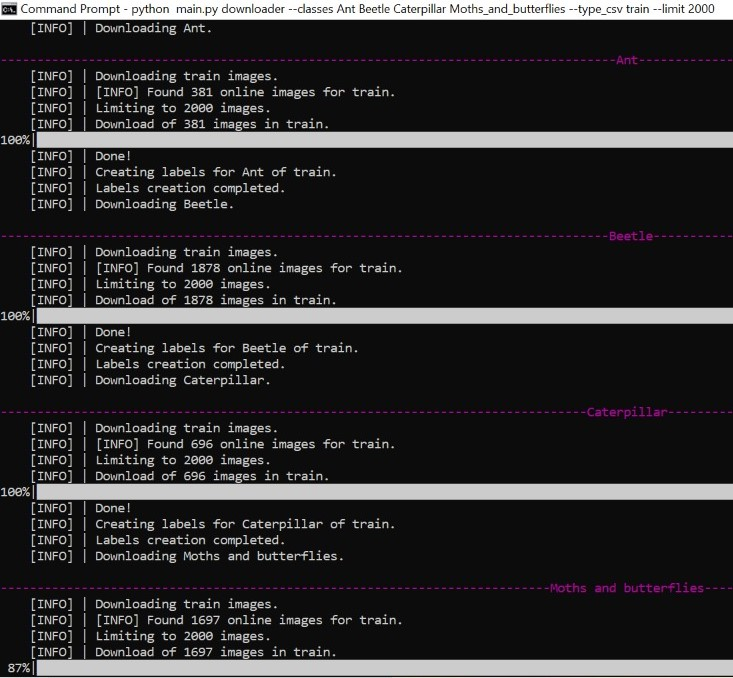 Command Prompt - python  main.py downloader --classes Ant Beetle Caterpillar Moths_and_butterflies --type_csv train --limit 2000
[INFO] | Downloading Ant.
Ant
[INFO] | Downloading train images.
[INFO] | [INFO] Found 381 online images for train.
[INFO] | Limiting to 2000 images.
[INFO] | Download of 381 images in train.
100%|
[INFO] | Done!
[INFO] | Creating labels for Ant of train.
[INFO] | Labels creation completed.
[INFO] | Downloading Beetle.
Beetle
[INFO] | Downloading train images.
[INFO] | [INFO] Found 1878 online images for train.
[INFO] | Limiting to 2000 images.
[INFO] | Download of 1878 images in train.
100%|
[INFO] | Done!
[INFO] | Creating labels for Beetle of train.
[INFO] | Labels creation completed.
[INFO] | Downloading Caterpillar.
Caterpillar
[INFO] | Downloading train images.
[INFO] | [INFO] Found 696 online images for train.
[INFO] | Limiting to 2000 images.
[INFO] | Download of 696 images in train.
100%|
[INFO] | Done!
[INFO] | Creating labels for Caterpillar of train.
[INFO] | Labels creation completed.
[INFO] | Downloading Moths and butterflies.
Moths and butterflies
[INFO] | Downloading train images.
[INFO] | [INFO] Found 1697 online images for train.
[INFO] | Limiting to 2000 images.
[INFO] | Download of 1697 images in train.
87%|